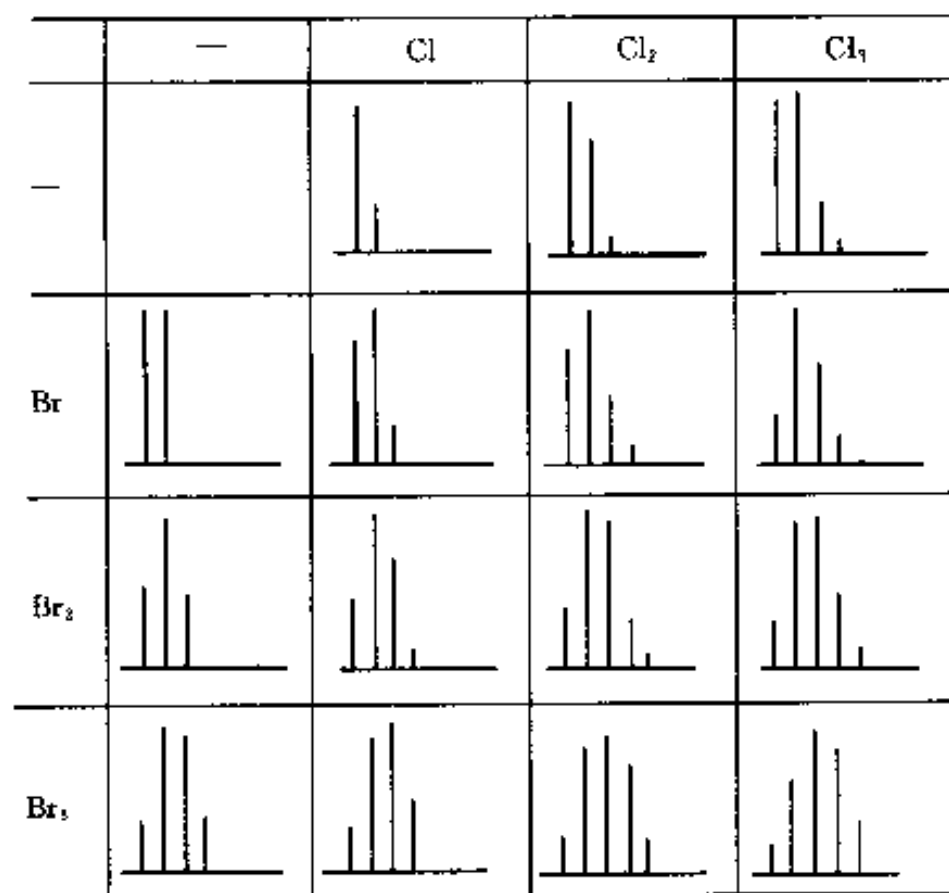 — Cl Cl₂ Cl₃
—
Br
Br₂
Br₃